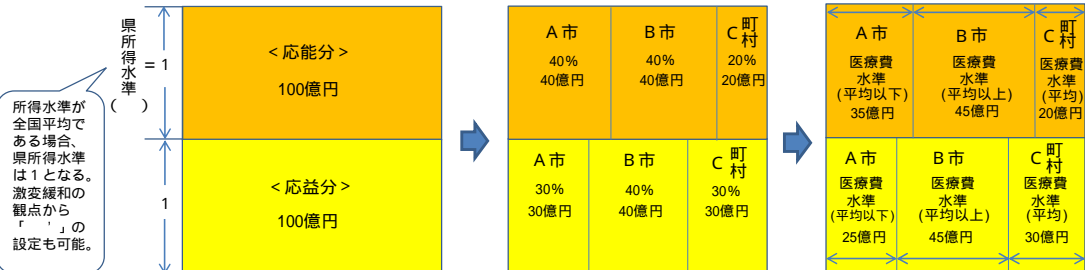 県所得水準
( )
= 1
1
所得水準が
全国平均で
ある場合、
県所得水準
は1となる。
激変緩和の
観点から
「 ' 」の
設定も可能。
<応能分>
100億円
<応益分>
100億円
A市
40%
40億円
B市
40%
40億円
C町村
20%
20億円
A市
30%
30億円
B市
40%
40億円
C町村
30%
30億円
A市
医療費
水準
(平均以下)
35億円
B市
医療費
水準
(平均以上)
45億円
C町村
医療費
水準
(平均)
20億円
A市
医療費
水準
(平均以下)
25億円
B市
医療費
水準
(平均以上)
45億円
C町村
医療費
水準
(平均)
30億円